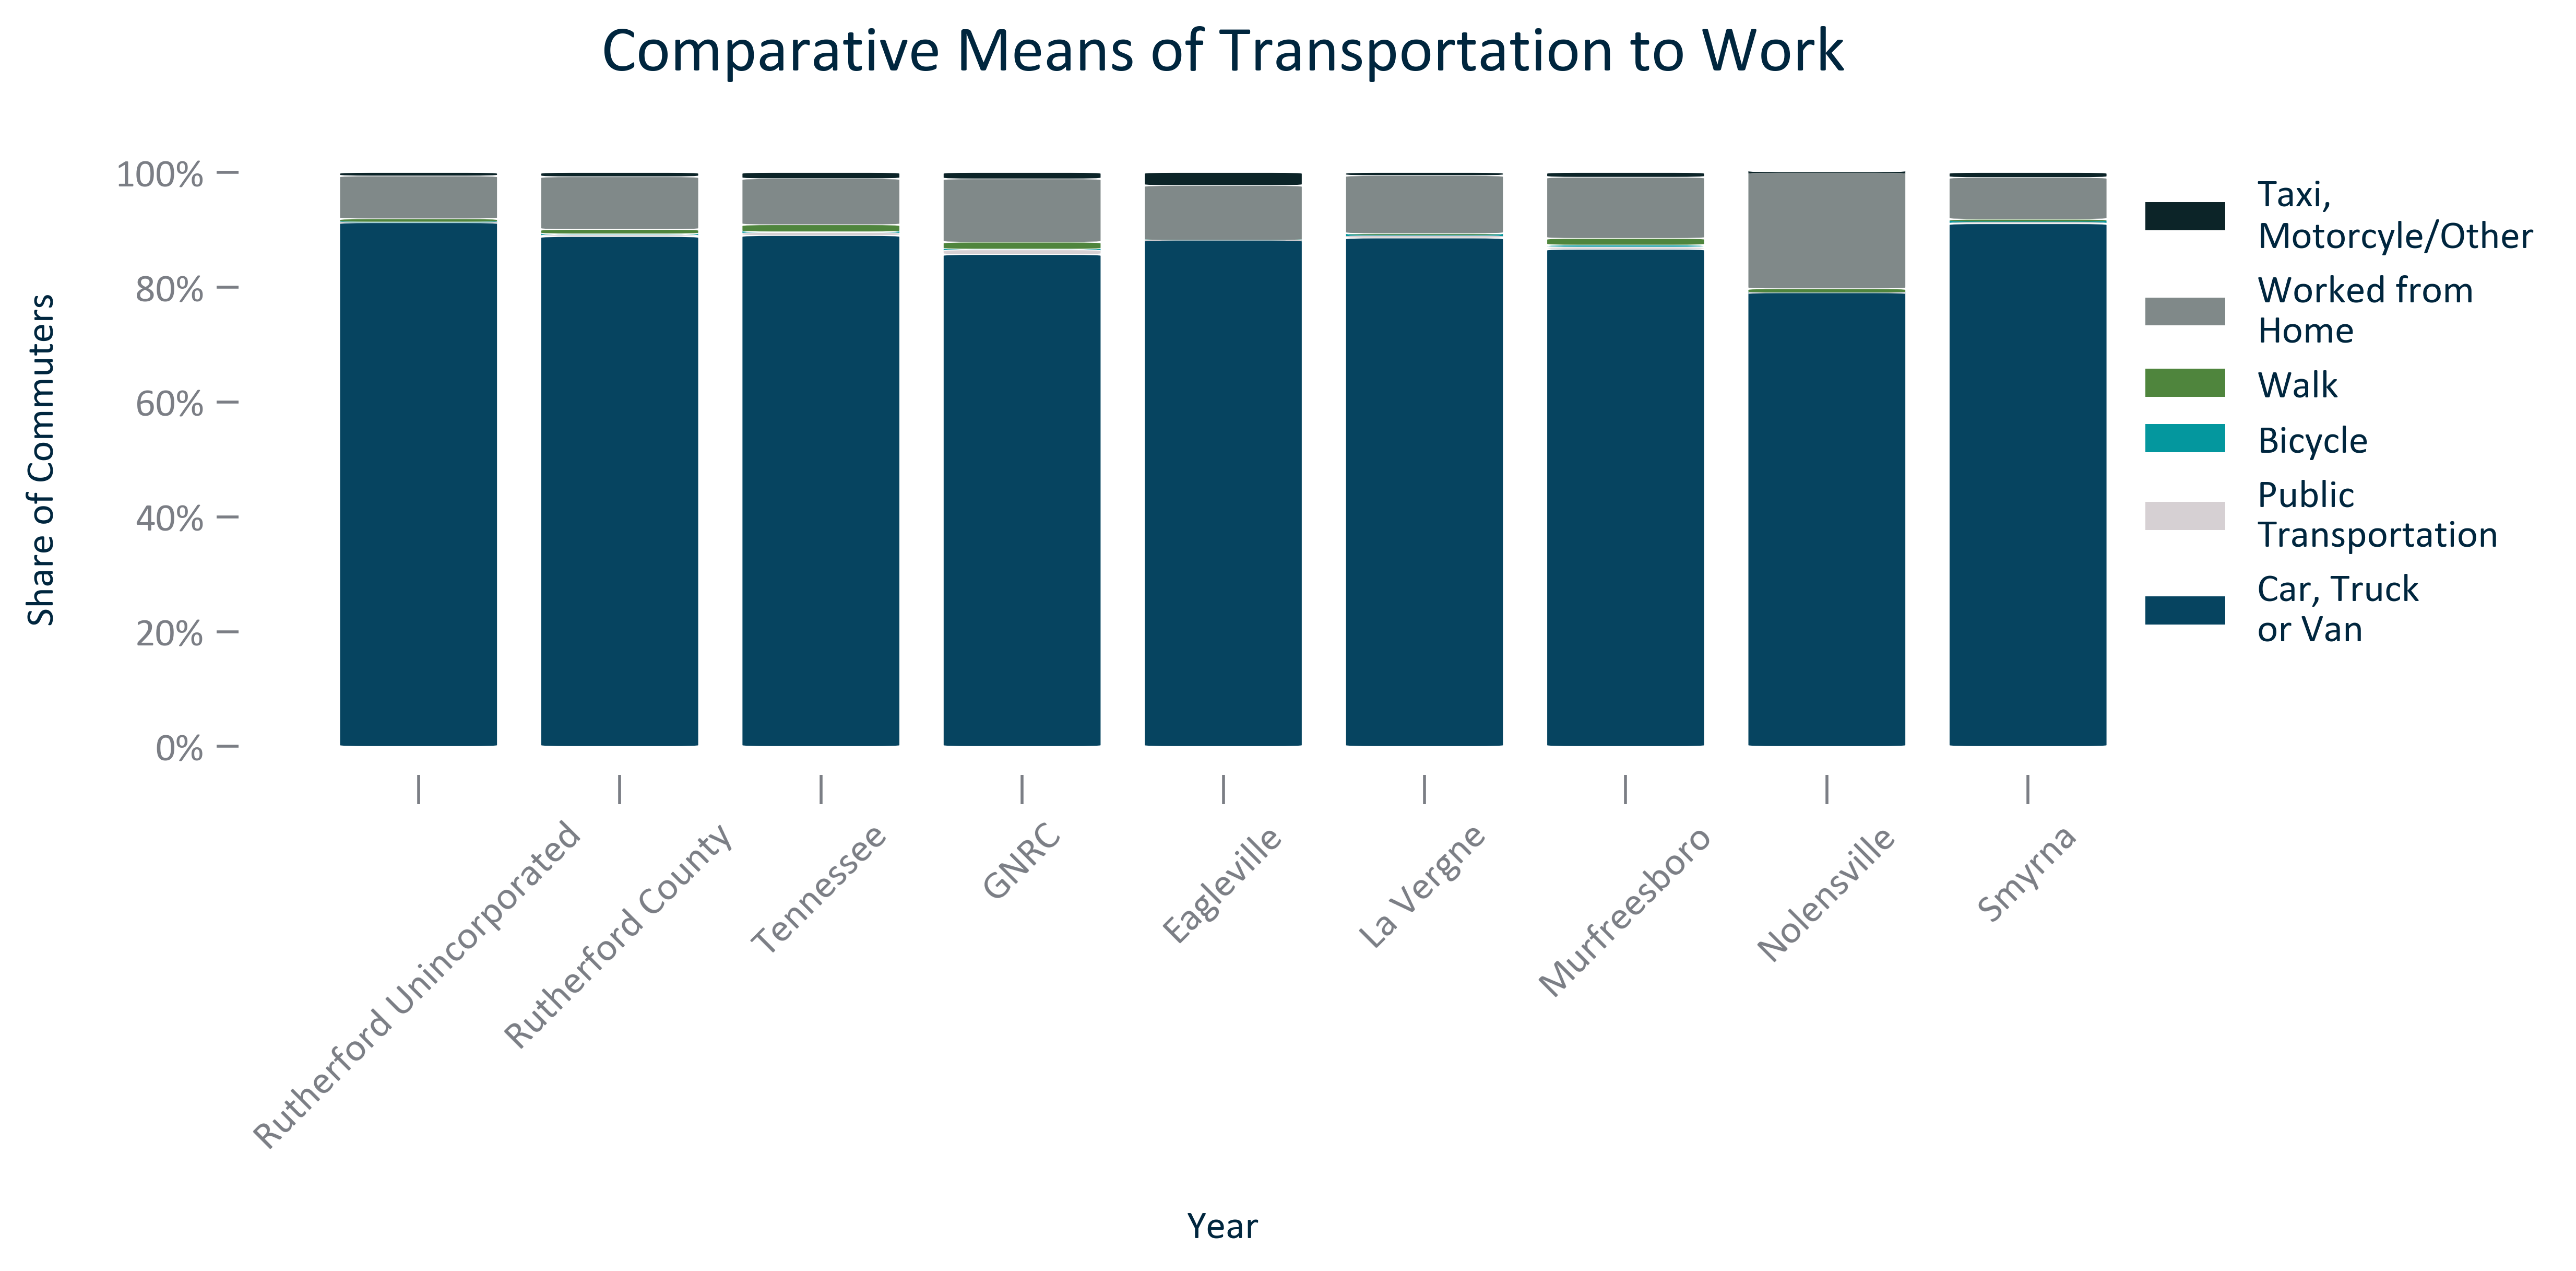 Comparative Means of Transportation to Work
Share of Commuters
100%
80%
60%
40%
20%
0%
Rutherford Unincorporated
Rutherford County
Tennessee
GNRC
Eagleville
La Vergne
Murfreesboro
Nolensville
Smyrna
Year
Taxi,
Motorcyle/Other
Worked from
Home
Walk
Bicycle
Public
Transportation
Car, Truck
or Van